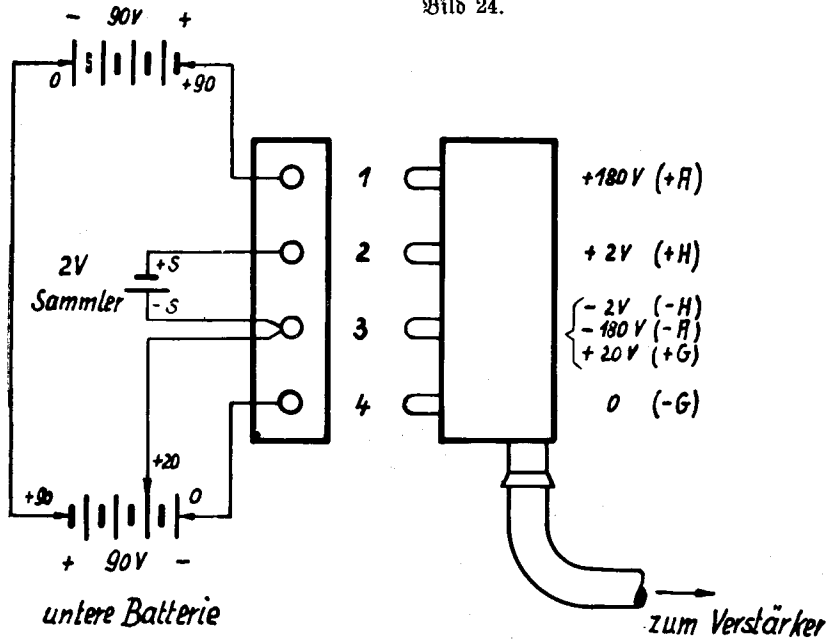 Bild 24.
- 90V +
0 +90
1 +180V (+A)
2V
Sammler
+S
-S
2 + 2V (+H)
3
- 2V (-H)
- 180V (-A)
+ 20V (+G)
4 0 (-G)
+20
+90 0
+ 90V -
untere Batterie
zum Verstärker